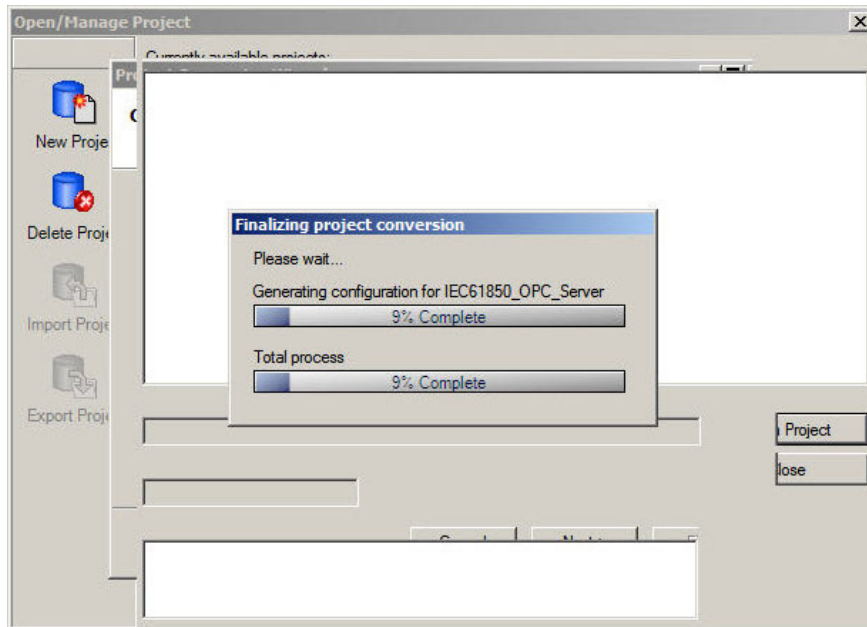 Open/Manage Project
Currently available projects:
New Proje
Delete Proje
Import Proje
Export Proje
Finalizing project conversion
Please wait...
Generating configuration for IEC61850_OPC_Server
9% Complete
Total process
9% Complete
Project
lose